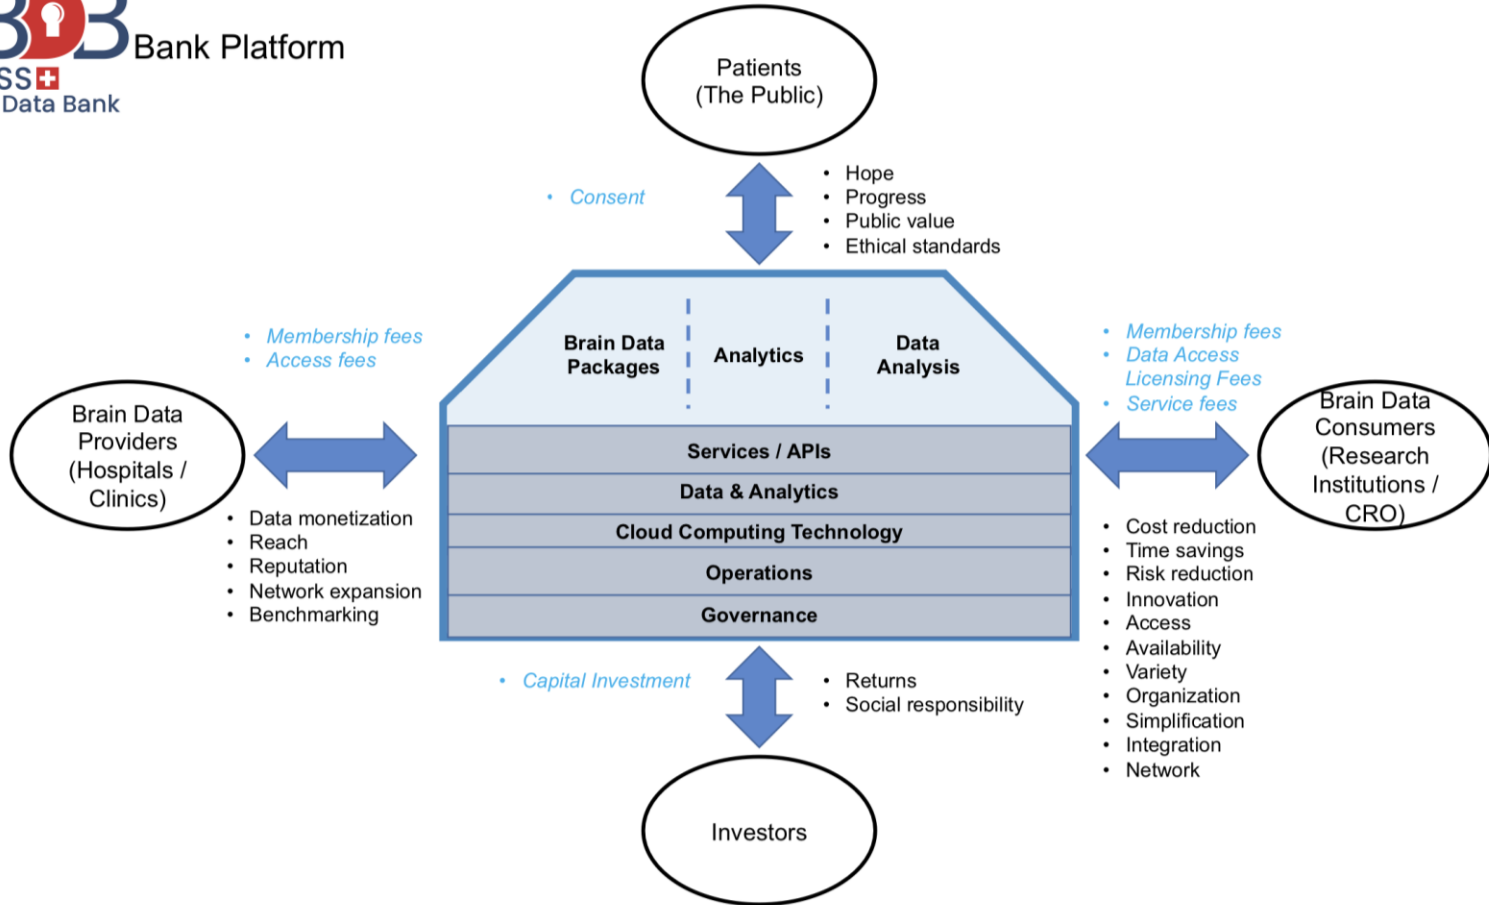 BDB Bank Platform
SS
Data Bank
Patients
(The Public)
• Consent
• Hope
• Progress
• Public value
• Ethical standards
• Membership fees
• Access fees
Brain Data
Packages
Analytics
Data
Analysis
• Membership fees
• Data Access
Licensing Fees
• Service fees
Brain Data
Providers
(Hospitals /
Clinics)
Services / APIs
Data & Analytics
Cloud Computing Technology
Operations
Governance
Brain Data
Consumers
(Research
Institutions /
CRO)
• Data monetization
• Reach
• Reputation
• Network expansion
• Benchmarking
• Cost reduction
• Time savings
• Risk reduction
• Innovation
• Access
• Availability
• Variety
• Organization
• Simplification
• Integration
• Network
• Capital Investment
• Returns
• Social responsibility
Investors